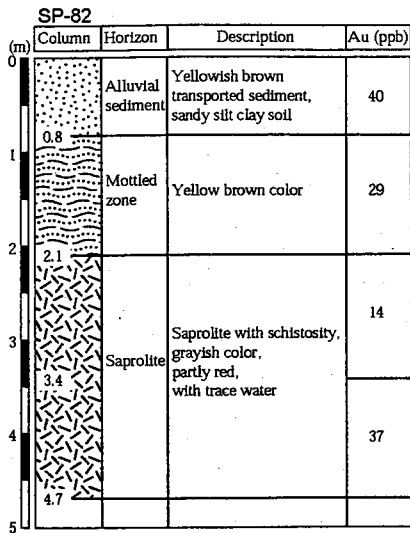 SP-82
(m) Column Horizon Description Au (ppb)
0
Alluvial sediment
Yellowish brown
transported sediment,
sandy silt clay soil
40
0.8
1
Mottled
zone
Yellow brown color
29
2
2.1
Saprolite
Saprolite with schistosity,
grayish color,
partly red,
with trace water
14
3
3.4
37
4
4.7
5